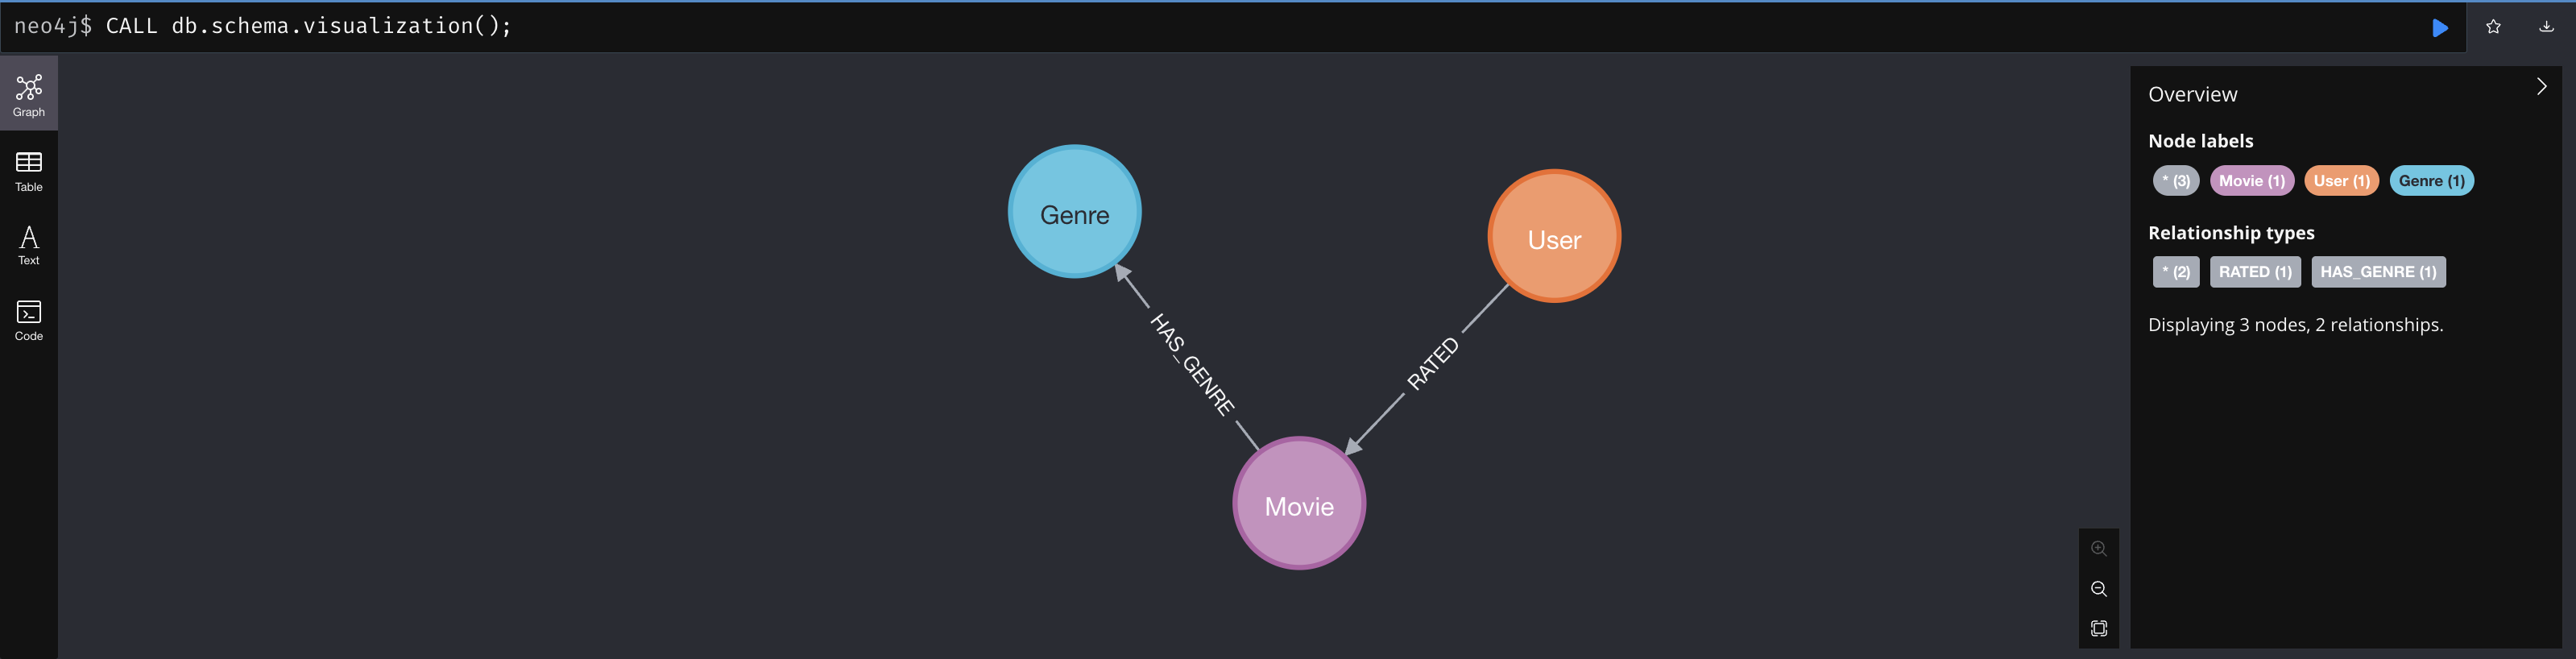 neo4j$ CALL db.schema.visualization();
Graph
Table
Text
Code
Genre
User
HAS_GENRE
RATED
Movie
Overview
Node labels
* (3) Movie (1) User (1) Genre (1)
Relationship types
* (2) RATED (1) HAS_GENRE (1)
Displaying 3 nodes, 2 relationships.